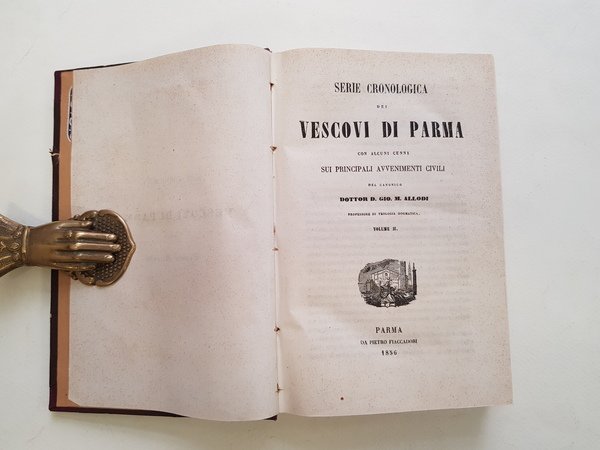 SERIE CRONOLOGICA
DEI
VESCOVI DI PARMA
CON ALCUNI CENNI
SUI PRINCIPALI AVVENIMENTI CIVILI
DEL CANONICO
DOTTOR D. GIO. M. ALLODI
PROFESSORE DI TEOLOGIA DOGMATICA.
VOLUME II.
PARMA
DA PIETRO FIACCADORI
1856